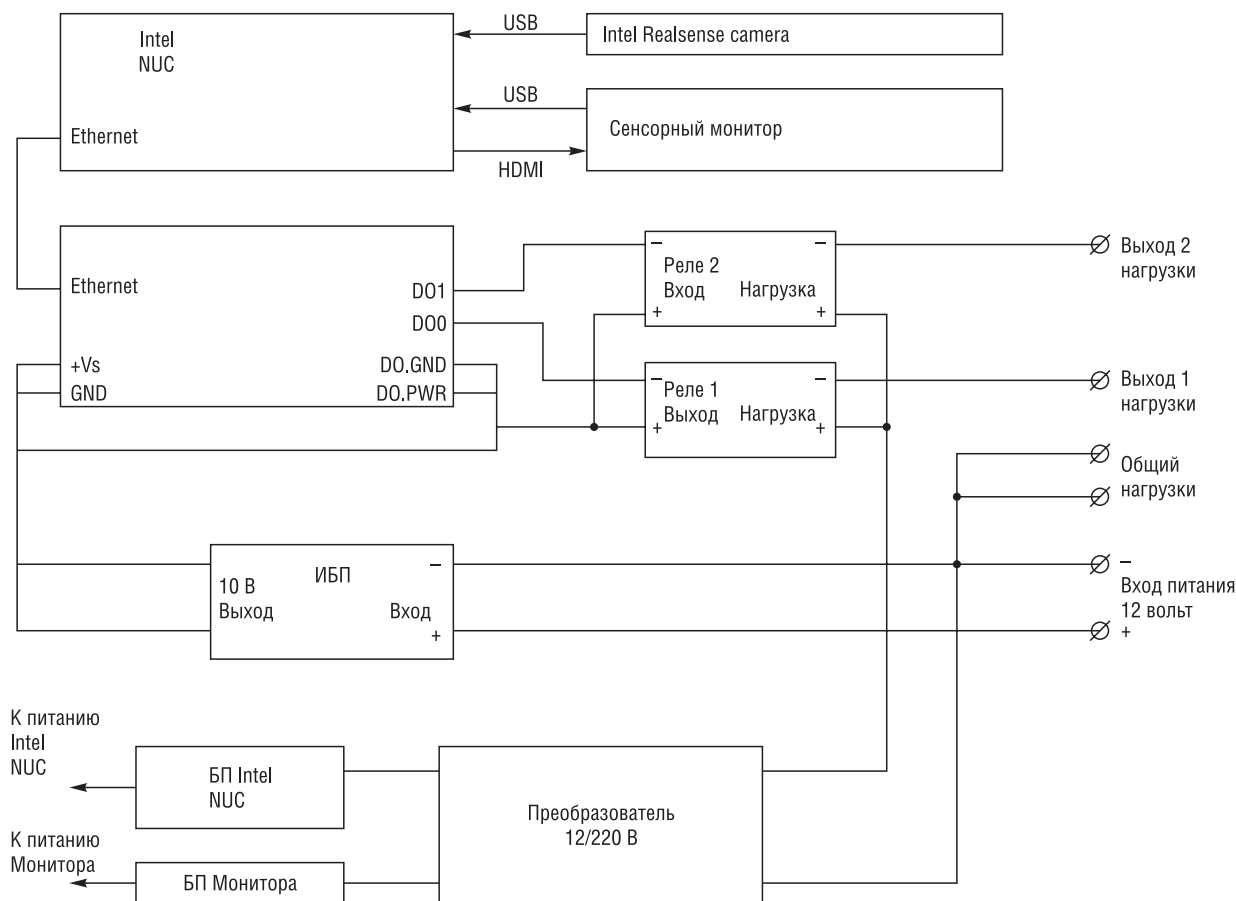 Intel
NUC
USB
Intel Realsense camera
USB
Сенсорный монитор
Ethernet
HDMI
Ethernet
DO1
DO0
+Vs
DO.GND
GND
DO.PWR
–
–
Реле 2
Вход
Нагрузка
+
+
Выход 2
нагрузки
–
–
Реле 1
Выход
Нагрузка
+
+
Выход 1
нагрузки
Общий
нагрузки
10 В
Выход
ИБП
–
Вход
+
–
Вход питания
12 вольт
+
К питанию
Intel
NUC
БП Intel
NUC
Преобразователь
12/220 В
К питанию
Монитора
БП Монитора